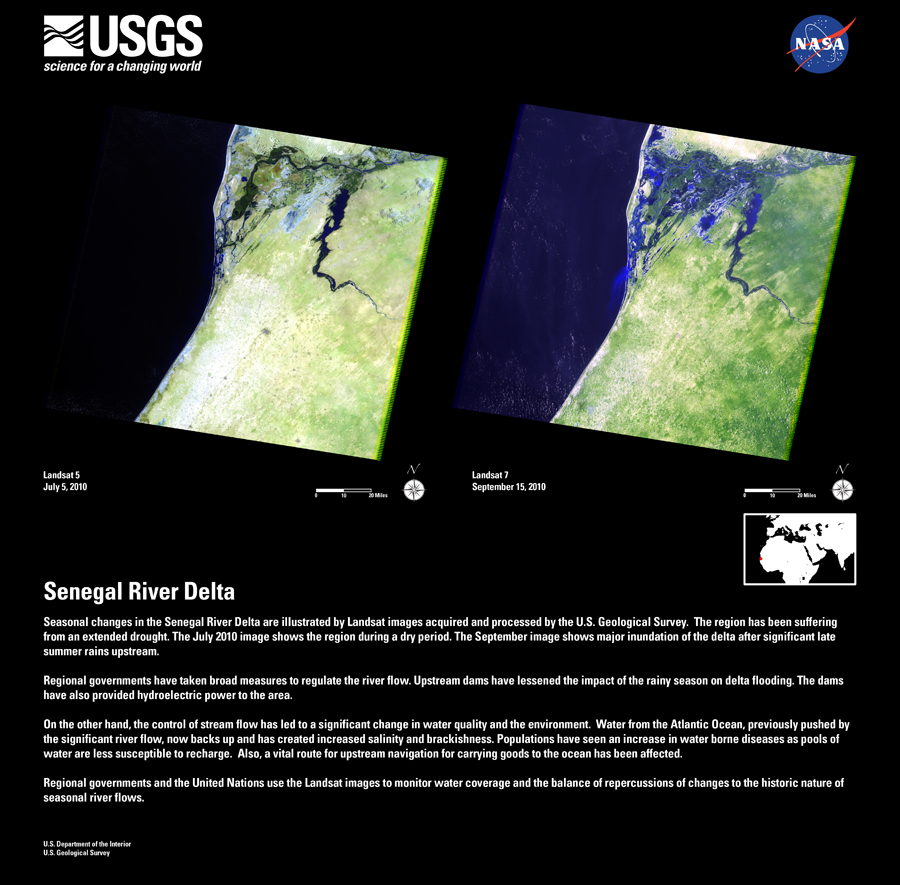 USGS
science for a changing world
NASA
Landsat 5
July 5, 2010
0 10 20 Miles
N
Landsat 7
September 15, 2010
0 10 20 Miles
N
Senegal River Delta
Seasonal changes in the Senegal River Delta are illustrated by Landsat images acquired and processed by the U.S. Geological Survey. The region has been suffering
from an extended drought. The July 2010 image shows the region during a dry period. The September image shows major inundation of the delta after significant late
summer rains upstream.
Regional governments have taken broad measures to regulate the river flow. Upstream dams have lessened the impact of the rainy season on delta flooding. The dams
have also provided hydroelectric power to the area.
On the other hand, the control of stream flow has led to a significant change in water quality and the environment. Water from the Atlantic Ocean, previously pushed by
the significant river flow, now backs up and has created increased salinity and brackishness. Populations have seen an increase in water borne diseases as pools of
water are less susceptible to recharge. Also, a vital route for upstream navigation for carrying goods to the ocean has been affected.
Regional governments and the United Nations use the Landsat images to monitor water coverage and the balance of repercussions of changes to the historic nature of
seasonal river flows.
U.S. Department of the Interior
U.S. Geological Survey